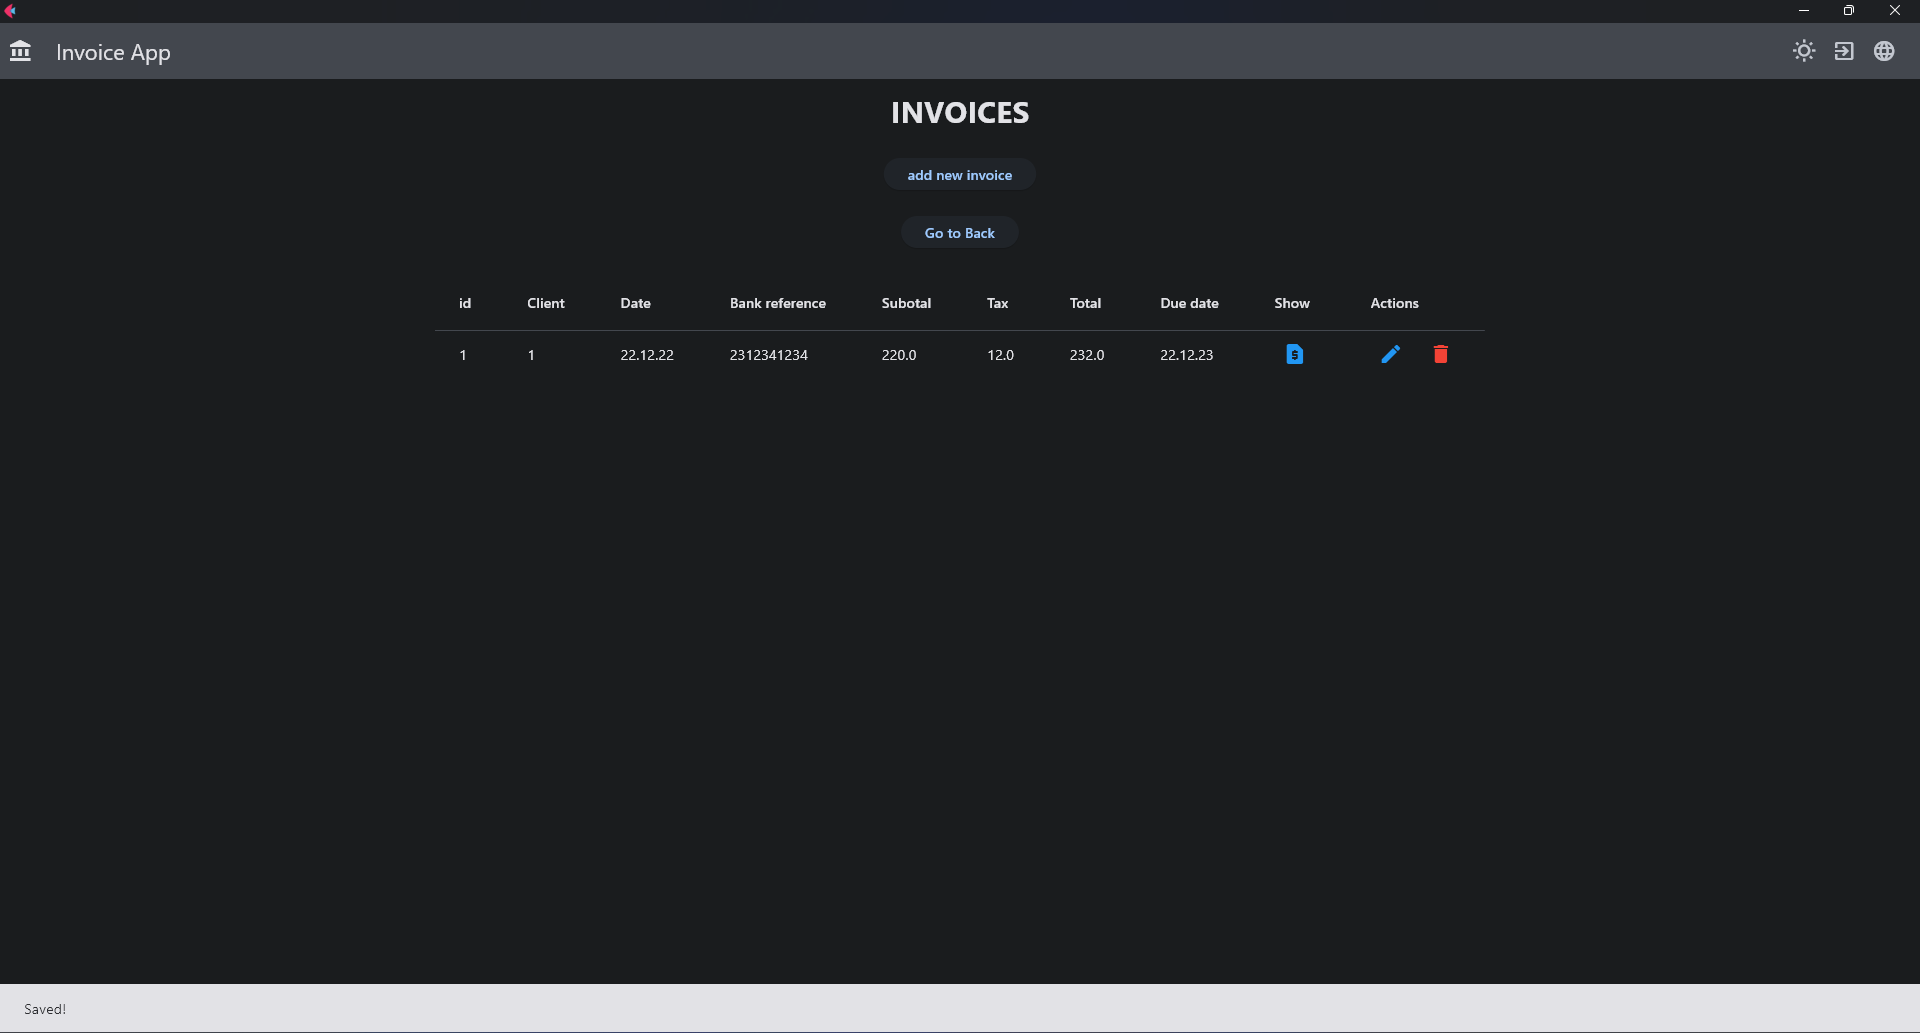 Invoice App
INVOICES
add new invoice
Go to Back
id Client Date Bank reference Subotal Tax Total Due date Show Actions
1 1 22.12.22 2312341234 220.0 12.0 232.0 22.12.23 $
Saved!